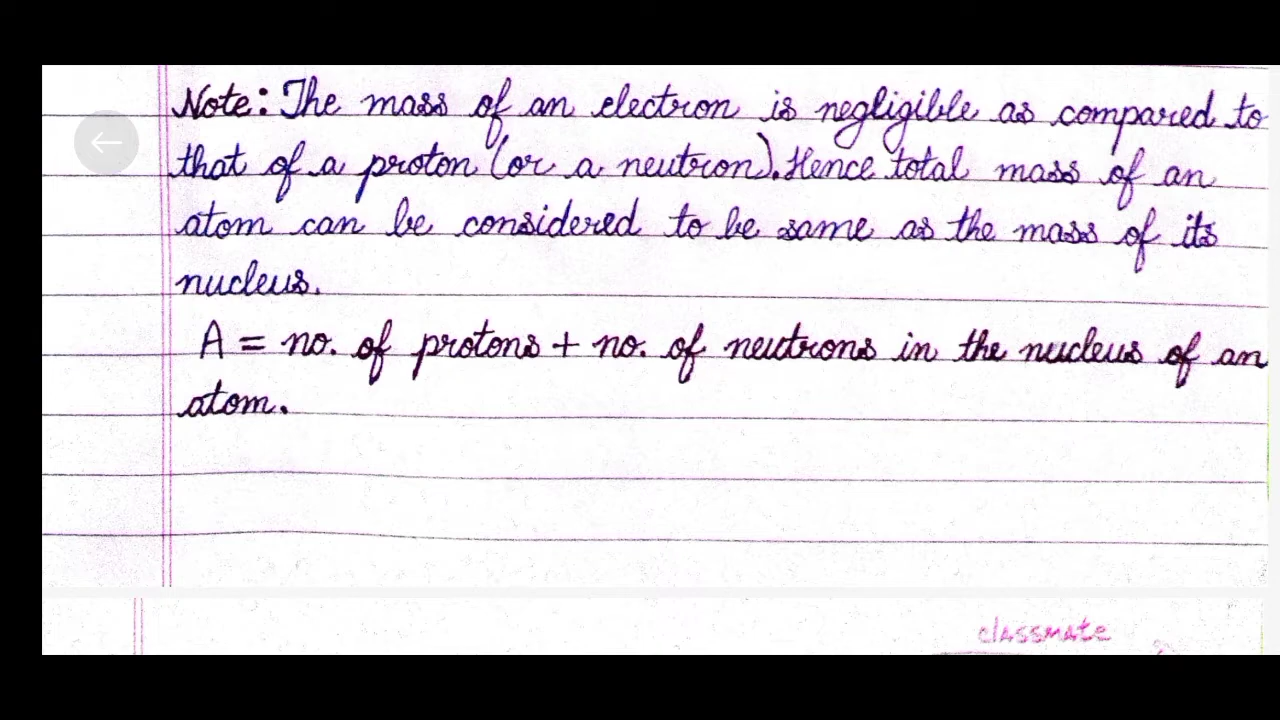 Note: The mass of an electron is negligible as compared to
that of a proton (or a neutron). Hence total mass of an
atom can be considered to be same as the mass of its
nucleus.
A = no. of protons + no. of neutrons in the nucleus of an
atom.
classmate